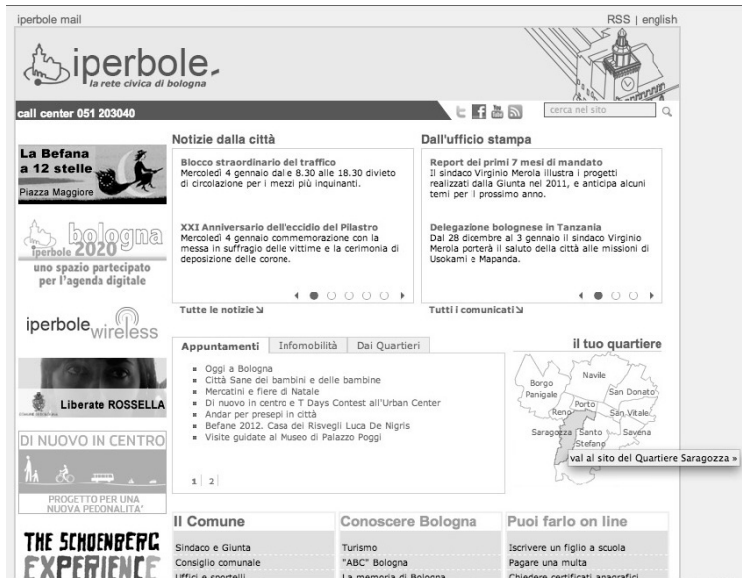 iperbole mail
RSS | english
iperbole
la rete civica di bologna
call center 051 203040
cerca nel sito
La Befana
a 12 stelle
Piazza Maggiore
bologna
iperbole 2020
uno spazio partecipato
per l'agenda digitale
iperbole wireless
Liberate ROSSELLA
DI NUOVO IN CENTRO
PROGETTO PER UNA
NUOVA PEDONALITA'
THE SCHOENBERG
EXPERIENCE
Notizie dalla città
Blocco straordinario del traffico
Mercoledì 4 gennaio dal e 8.30 alle 18.30 divieto
di circolazione per i mezzi più inquinanti.
XXI Anniversario dell'eccidio del Pilastro
Mercoledì 4 gennaio commemorazione con la
messa in suffragio delle vittime e la cerimonia di
deposizione delle corone.
Tutte le notizie
Dall'ufficio stampa
Report dei primi 7 mesi di mandato
Il sindaco Virginio Merola illustra i progetti
realizzati dalla Giunta nel 2011, e anticipa alcuni
temi per il prossimo anno.
Delegazione bolognese in Tanzania
Dal 28 dicembre al 3 gennaio il sindaco Virginio
Merola porterà il saluto della città alle missioni di
Usokami e Mapanda.
Tutti i comunicati
Appuntamenti Infomobilità Dai Quartieri
Oggi a Bologna
Città Sane dei bambini e delle bambine
Mercatini e fiere di Natale
Di nuovo in centro e T Days Contest all'Urban Center
Andar per presepi in città
Befane 2012. Casa dei Risvegli Luca De Nigris
Visite guidate al Museo di Palazzo Poggi
1 2
il tuo quartiere
Navile
Borgo
Panigale
San Donato
Porto
Reno
San Vitale
Saragozza
Santo
Stefano
Savena
vai al sito del Quartiere Saragozza »
Il Comune
Sindaco e Giunta
Consiglio comunale
Uffici e sportelli
Conoscere Bologna
Turismo
"ABC" Bologna
La memoria di Bologna
Puoi farlo on line
Iscrivere un figlio a scuola
Pagare una multa
Chiedere certificati anagrafici